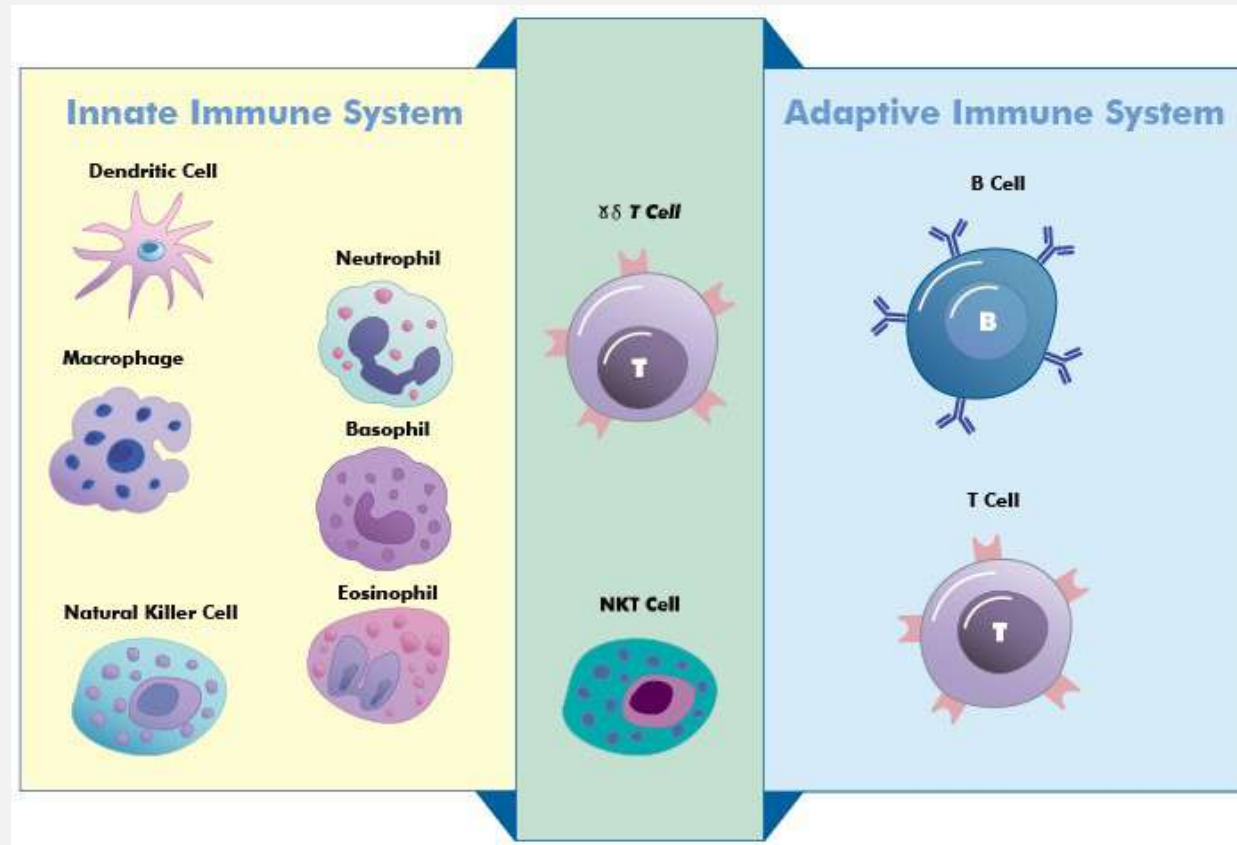 Innate Immune System
Dendritic Cell
Neutrophil
Macrophage
Basophil
Natural Killer Cell
Eosinophil
γδ T Cell
T
NKT Cell
Adaptive Immune System
B Cell
B
T Cell
T